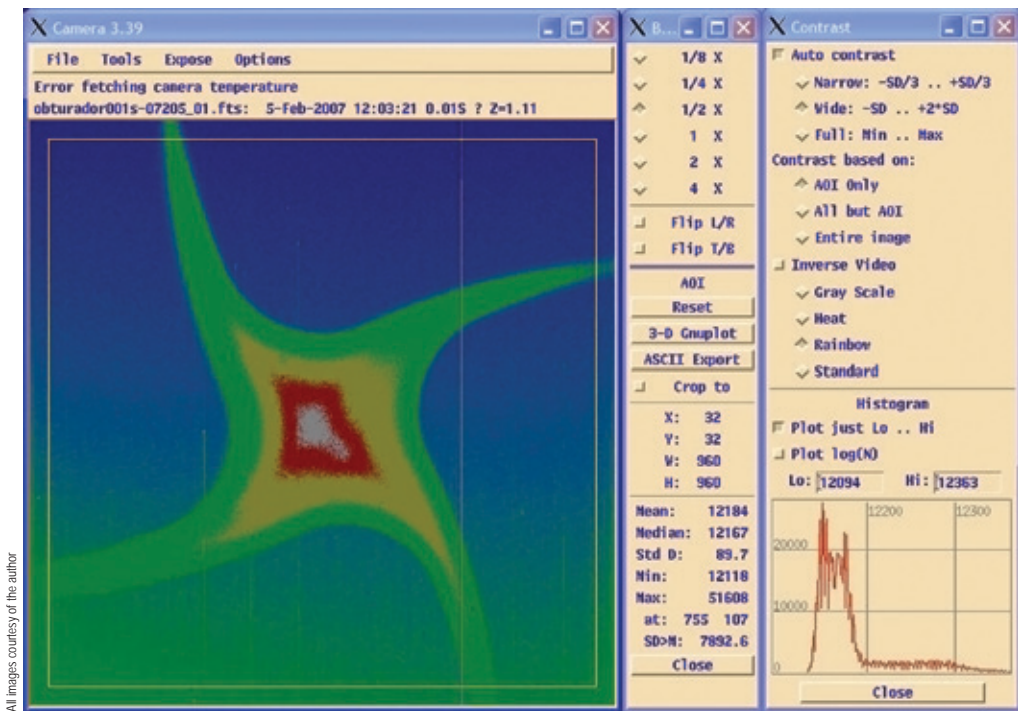 Camera 3.39
File Tools Expose Options
Error fetching camera temperature
obturador001s-07205_01.fts: 5-Feb-2007 12:03:21 0.01S ? Z=1.11
B...
1/8 X
1/4 X
1/2 X
1 X
2 X
4 X
Flip L/R
Flip T/B
AOI
Reset
3-D Gnuplot
ASCII Export
Crop to
X: 32
Y: 32
W: 960
H: 960
Mean: 12184
Median: 12167
Std D: 89.7
Min: 12118
Max: 51608
at: 755 107
SD>M: 7892.6
Close
Contrast
Auto contrast
Narrow: -SD/3 .. +SD/3
Wide: -SD .. +2*SD
Full: Min .. Max
Contrast based on:
AOI Only
All but AOI
Entire image
Inverse Video
Gray Scale
Heat
Rainbow
Standard
Histogram
Plot just Lo .. Hi
Plot log(N)
Lo: 12094 Hi: 12363
12200 12300
20000
10000
0
Close
All images courtesy of the author